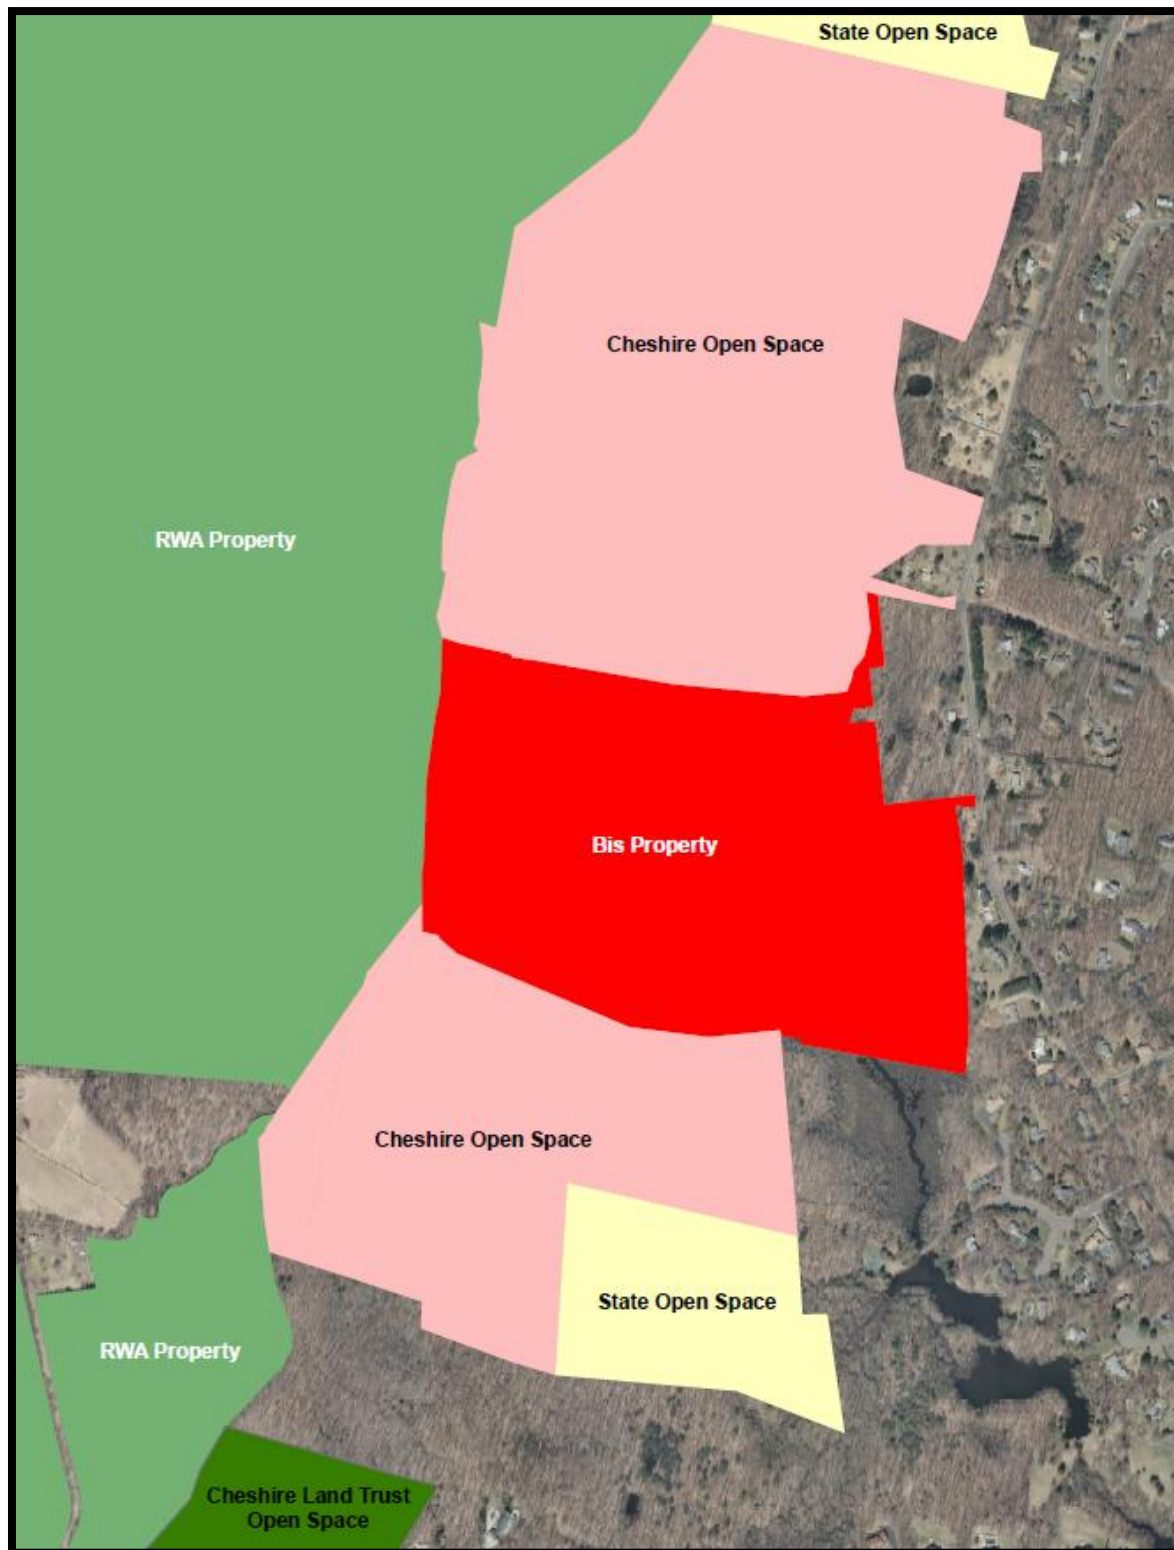 State Open Space
Cheshire Open Space
RWA Property
Bis Property
Cheshire Open Space
State Open Space
RWA Property
Cheshire Land Trust
Open Space